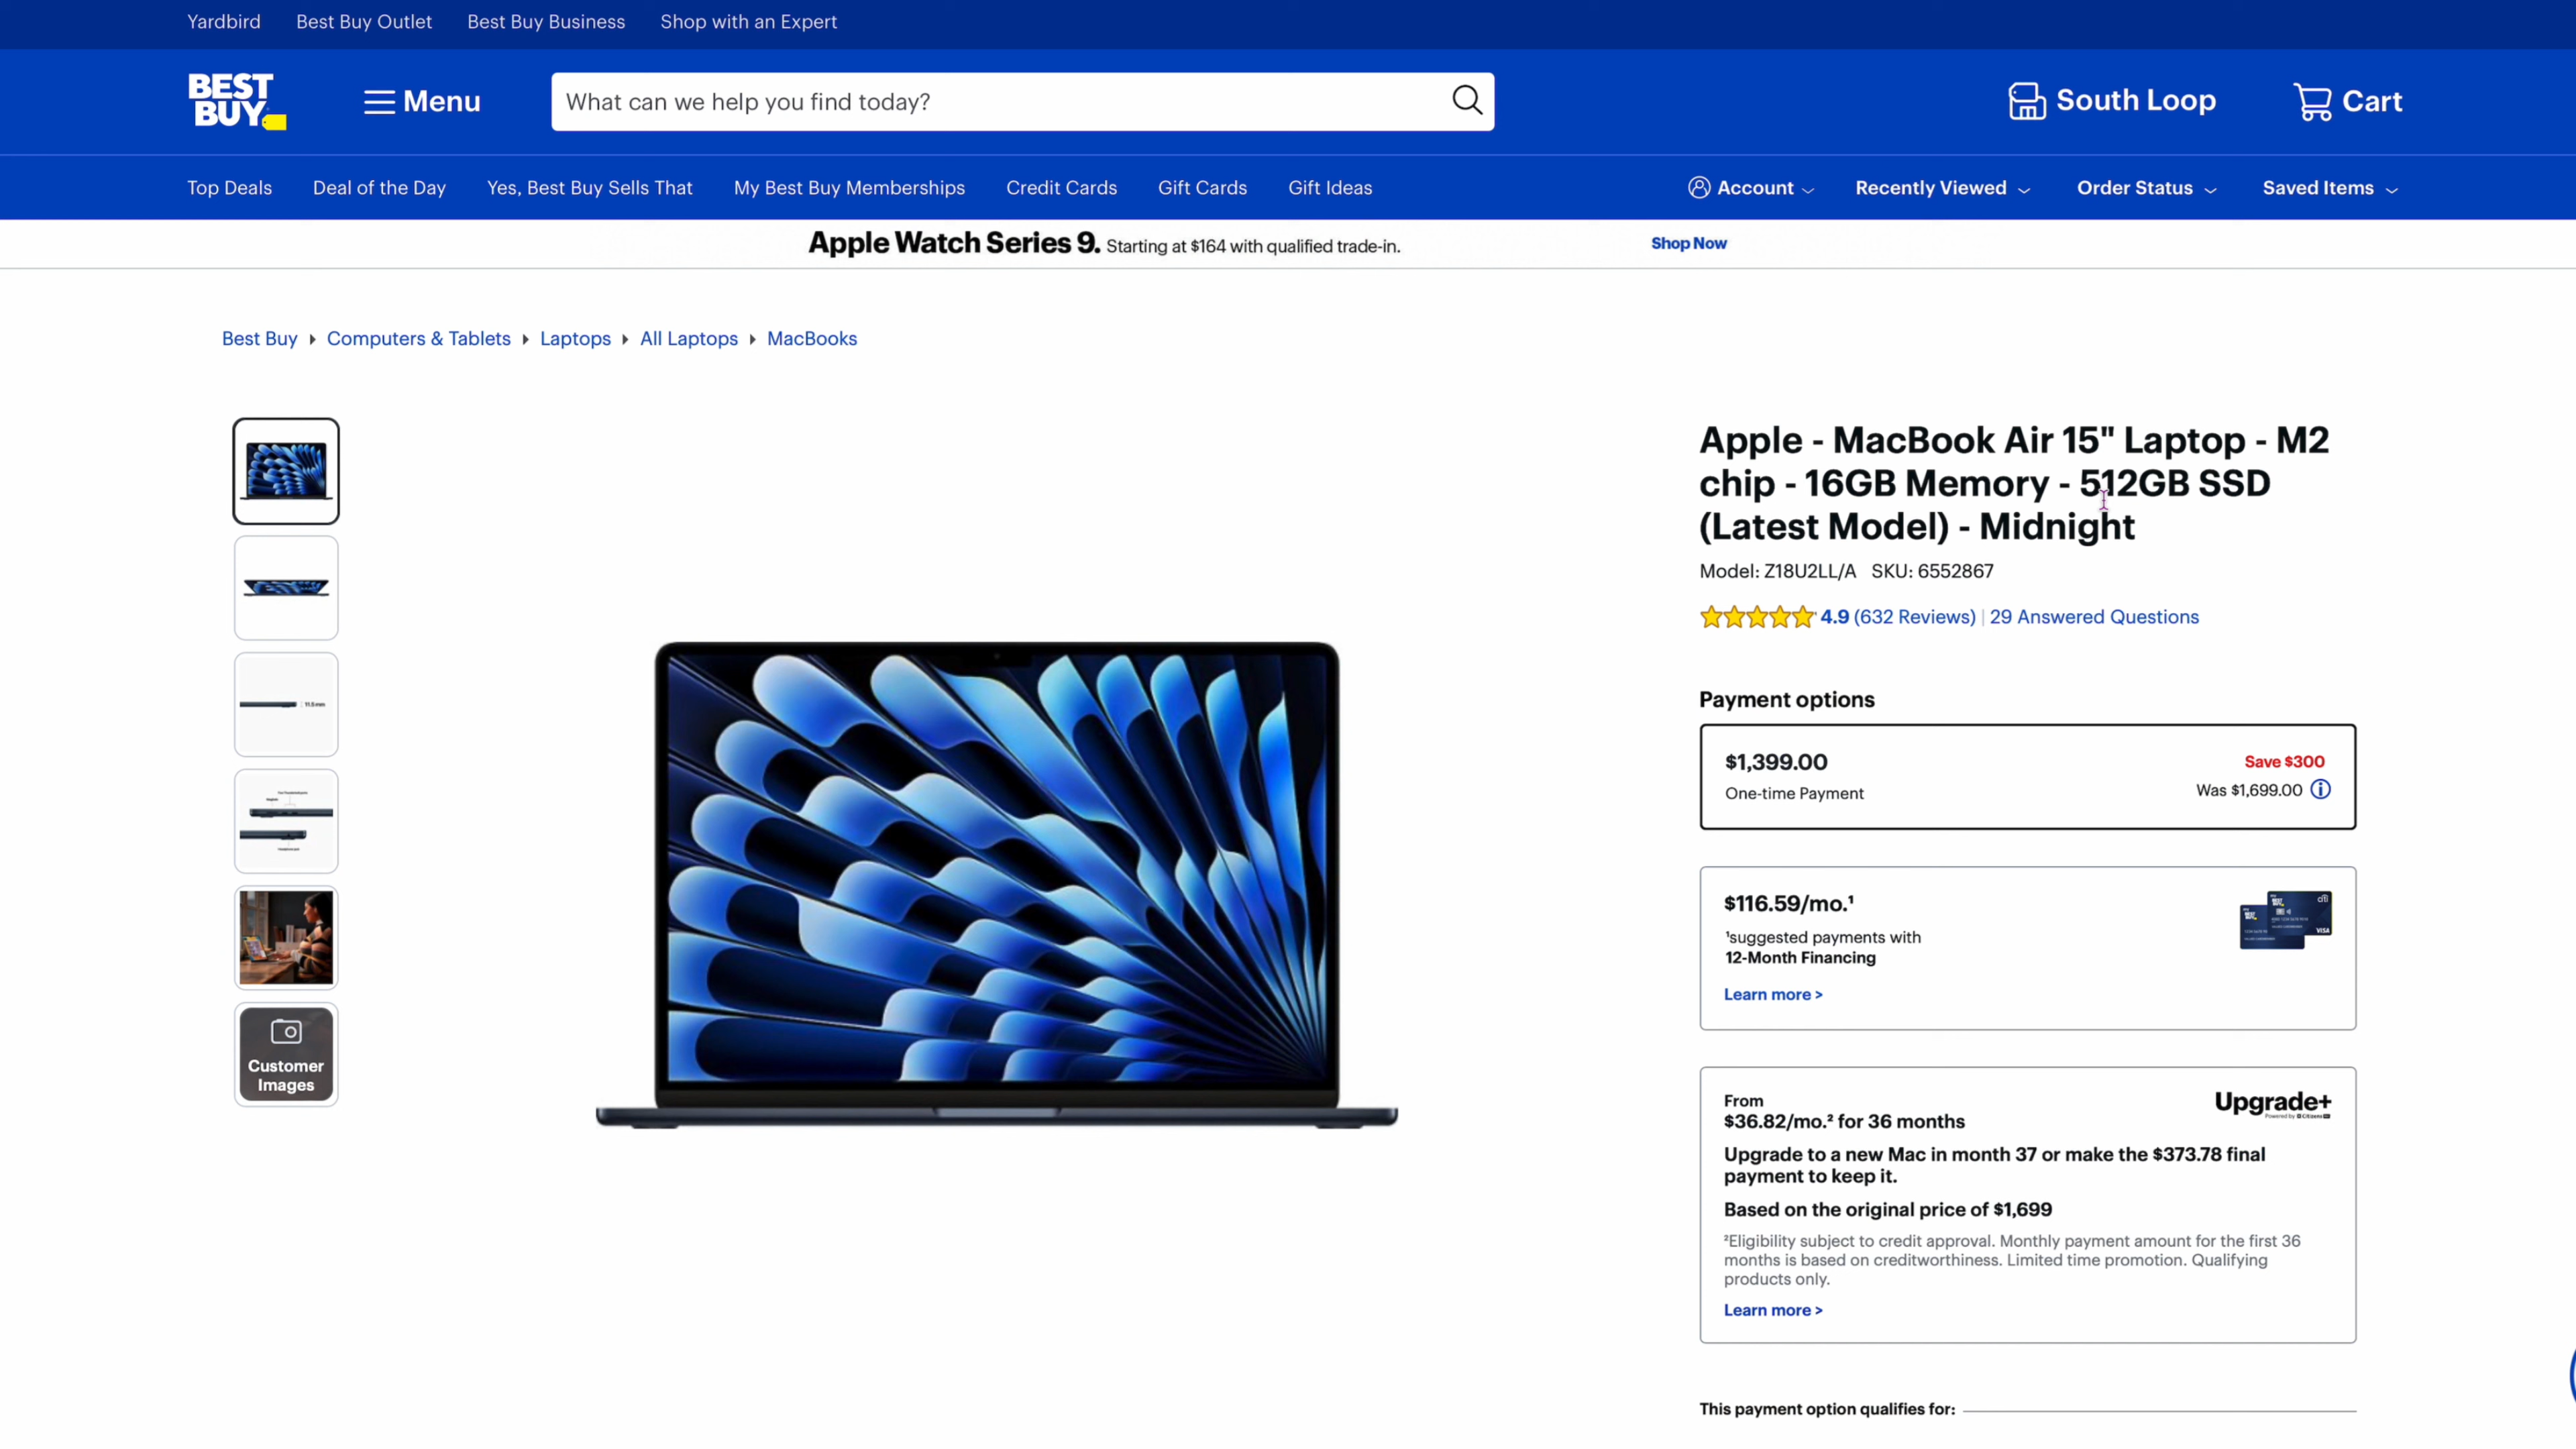 Yardbird Best Buy Outlet Best Buy Business Shop with an Expert
BEST
BUY
Menu
What can we help you find today?
South Loop
Cart
Top Deals Deal of the Day Yes, Best Buy Sells That My Best Buy Memberships Credit Cards Gift Cards Gift Ideas
Account Recently Viewed Order Status Saved Items
Apple Watch Series 9. Starting at $164 with qualified trade-in. Shop Now
Best Buy Computers & Tablets Laptops All Laptops MacBooks
11.5 mm
Customer
Images
Apple - MacBook Air 15" Laptop - M2
chip - 16GB Memory - 512GB SSD
(Latest Model) - Midnight
Model: Z18U2LL/A SKU: 6552867
4.9 (632 Reviews) | 29 Answered Questions
Payment options
$1,399.00 Save $300
One-time Payment Was $1,699.00
$116.59/mo.¹
¹suggested payments with
12-Month Financing
Learn more >
citi
VISA
From
$36.82/mo.² for 36 months
Upgrade+
Powered by Citizens
Upgrade to a new Mac in month 37 or make the $373.78 final
payment to keep it.
Based on the original price of $1,699
²Eligibility subject to credit approval. Monthly payment amount for the first 36
months is based on creditworthiness. Limited time promotion. Qualifying
products only.
Learn more >
This payment option qualifies for: